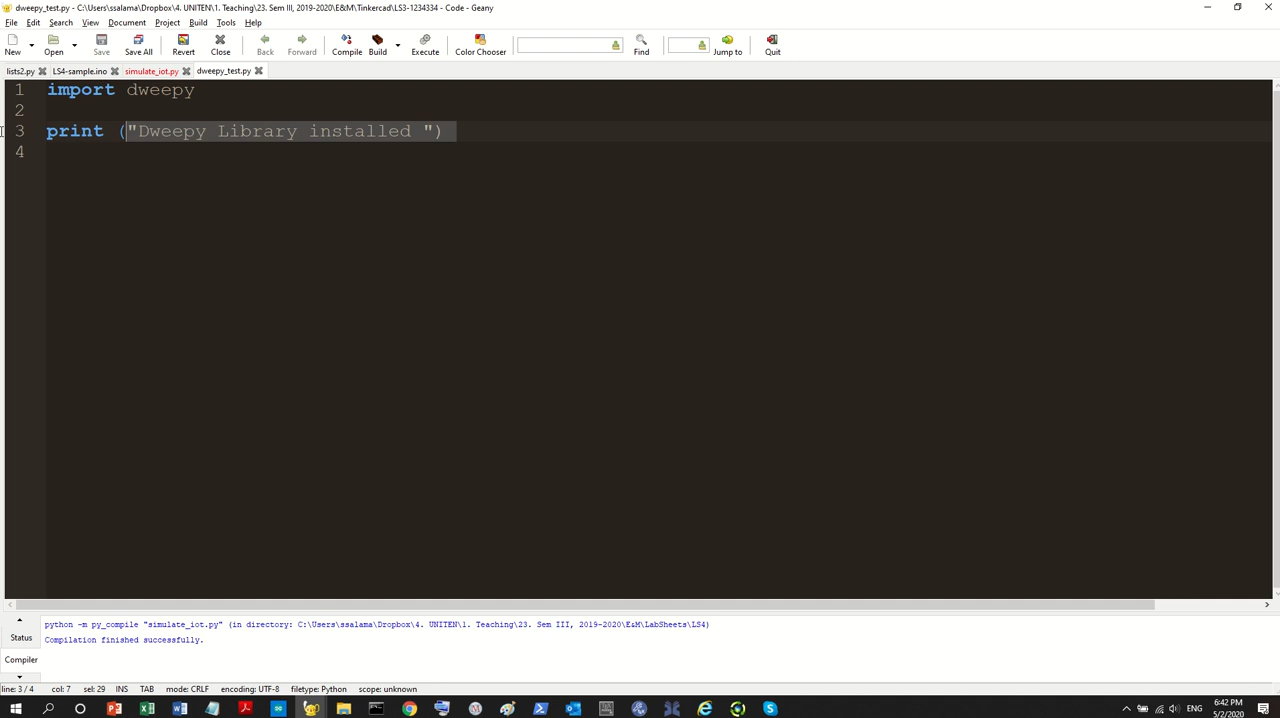 dweepy_test.py - C:\Users\ssalama\Dropbox\4. UNITEN\1. Teaching\23. Sem III, 2019-2020\E&M\Tinkercad\LS3-1234334 - Code - Geany
File Edit Search View Document Project Build Tools Help
New Open Save Save All Revert Close Back Forward Compile Build Execute Color Chooser Find Jump to Quit
lists2.py LS4-sample.ino simulate_iot.py dweepy_test.py
1 import dweepy
2
3 print ("Dweepy Library installed ")
4
Status
Compiler
python -m py_compile "simulate_iot.py" (in directory: C:\Users\ssalama\Dropbox\4. UNITEN\1. Teaching\23. Sem III, 2019-2020\E&M\LabSheets\LS4)
Compilation finished successfully.
line: 3 / 4 col: 7 sel: 29 INS TAB mode: CRLF encoding: UTF-8 filetype: Python scope: unknown
ENG
6:42 PM
5/2/2020